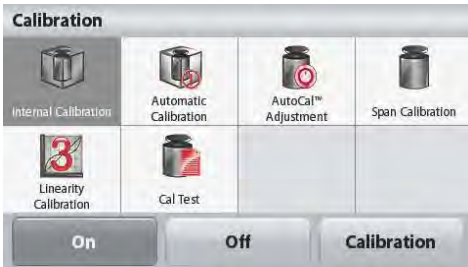 Calibration
Internal Calibration
Automatic
Calibration
AutoCal™
Adjustment
Span Calibration
3
Linearity
Calibration
Cal Test
On
Off
Calibration